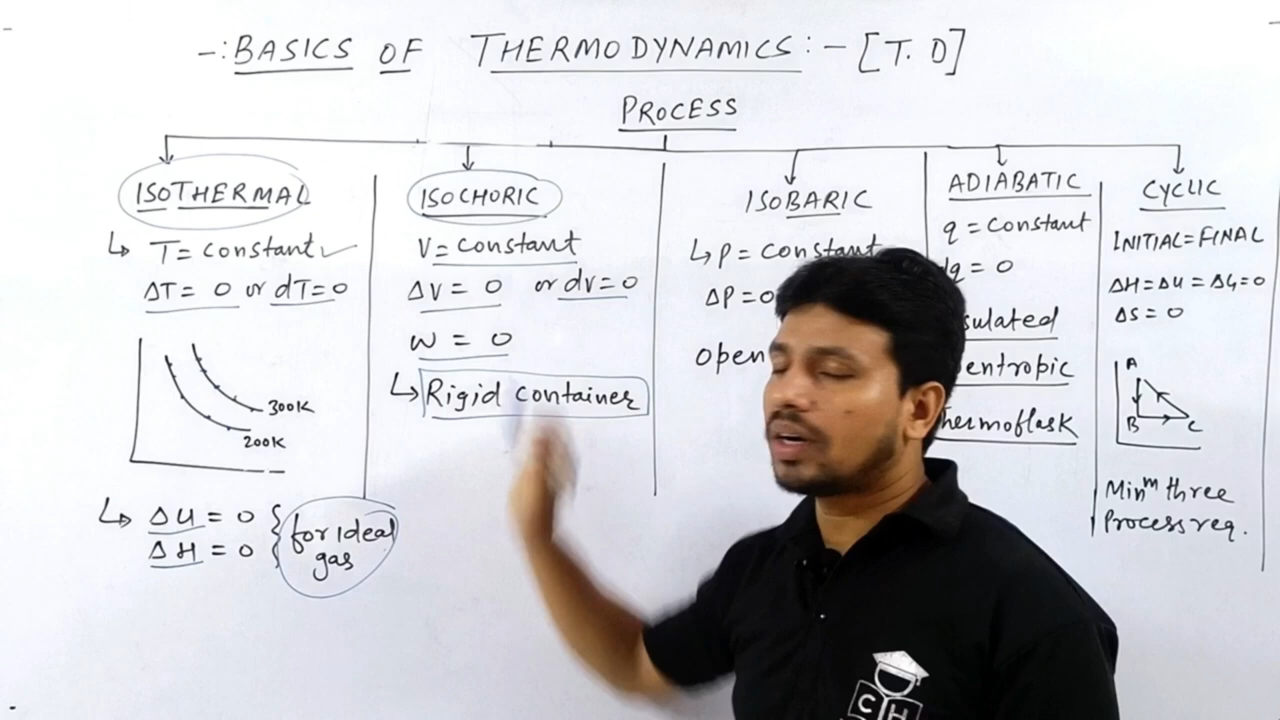 -: BASICS OF THERMODYNAMICS :- [T.D]
PROCESS
ISOTHERMAL
↳ T = constant ✓
ΔT = 0 or dT = 0
300K
200K
↳ ΔU = 0
ΔH = 0
for ideal
gas
ISOCHORIC
V = constant
ΔV = 0 or dv = 0
W = 0
↳ Rigid container
ISOBARIC
↳ P = constant
ΔP = 0
open
ADIABATIC
q = constant
dq = 0
CYCLIC
INITIAL = FINAL
ΔH = ΔU = ΔG = 0
ΔS = 0
A
B
C
Minᵐ three
Process req.
C H